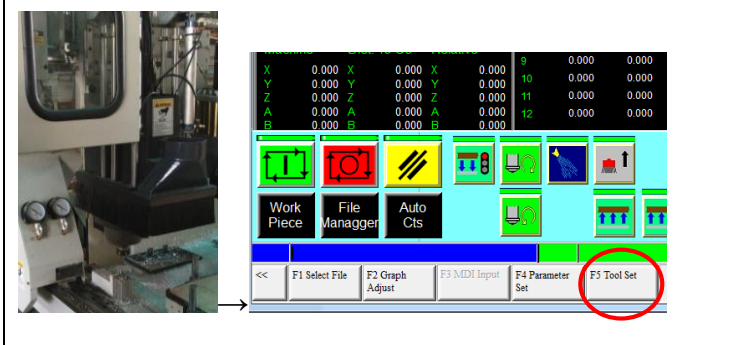 X 0.000 X 0.000 X 0.000
Y 0.000 Y 0.000 Y 0.000
Z 0.000 Z 0.000 Z 0.000
A 0.000 A 0.000 A 0.000
B 0.000 B 0.000 B 0.000
9 0.000 0.000
10 0.000 0.000
11 0.000 0.000
12 0.000 0.000
Work
Piece
File
Managger
Auto
Cts
<< 
F1 Select File
F2 Graph
Adjust
F3 MDI Input
F4 Parameter
Set
F5 Tool Set
→